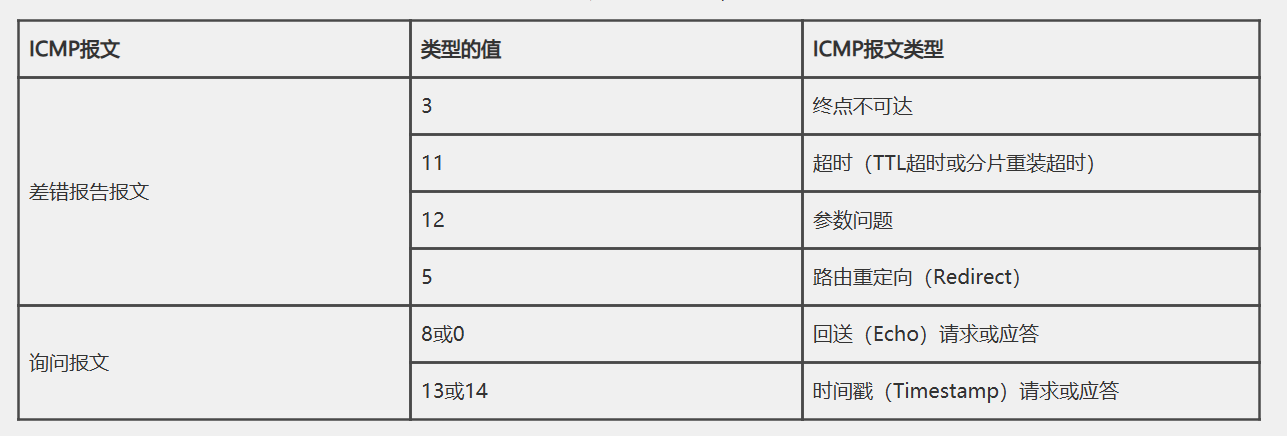 ICMP报文 类型的值 ICMP报文类型
差错报告报文
3 终点不可达
11 超时（TTL超时或分片重装超时）
12 参数问题
5 路由重定向（Redirect）
询问报文
8或0 回送（Echo）请求或应答
13或14 时间戳（Timestamp）请求或应答